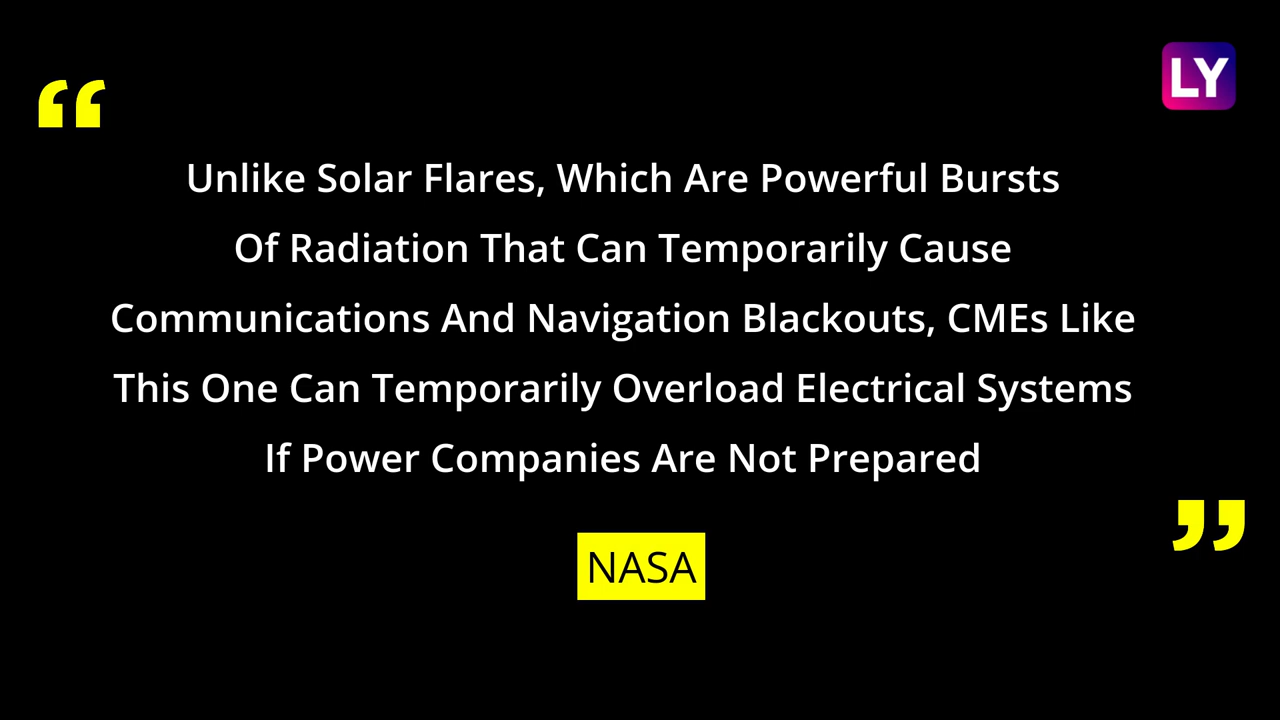 LY
“
Unlike Solar Flares, Which Are Powerful Bursts
Of Radiation That Can Temporarily Cause
Communications And Navigation Blackouts, CMEs Like
This One Can Temporarily Overload Electrical Systems
If Power Companies Are Not Prepared
”
NASA